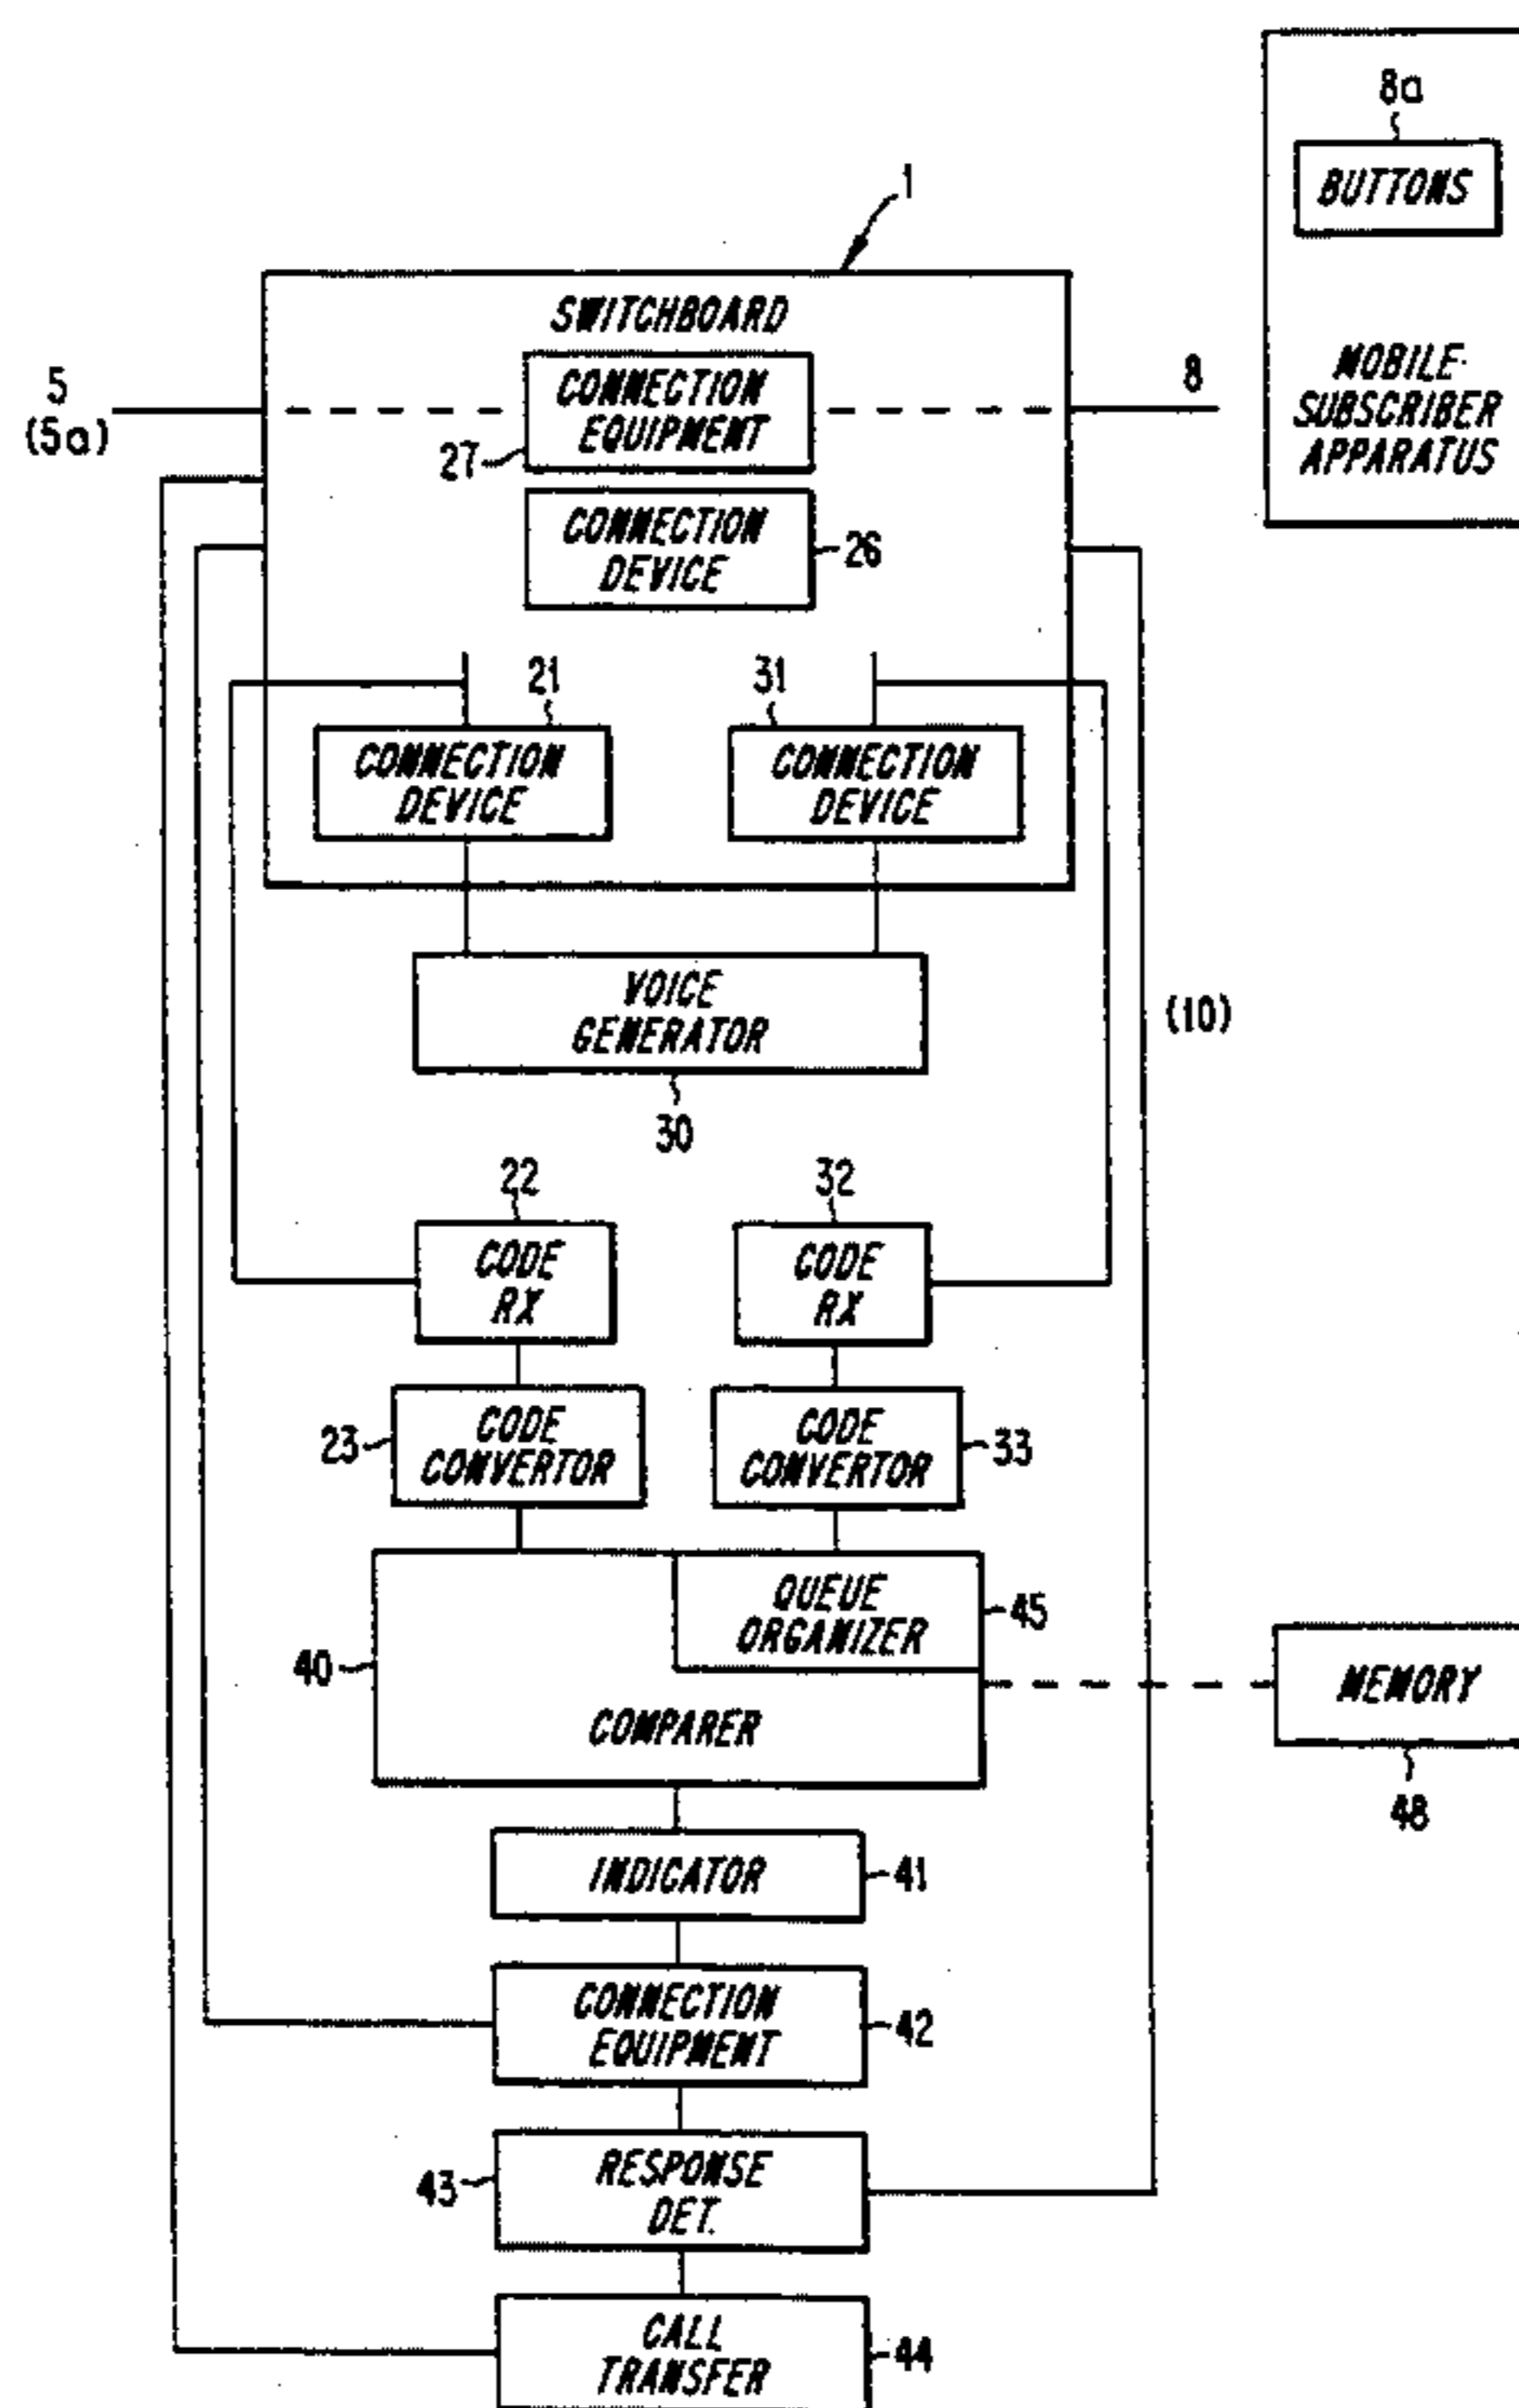 8a
BUTTONS
MOBILE-
SUBSCRIBER
APPARATUS
1
SWITCHBOARD
5
(5a)
8
CONNECTION
EQUIPMENT
27
CONNECTION
DEVICE
26
21
31
CONNECTION
DEVICE
CONNECTION
DEVICE
VOICE
GENERATOR
30
(10)
22
32
CODE
RX
CODE
RX
23
CODE
CONVERTOR
CODE
CONVERTOR
33
QUEUE
ORGANIZER
45
40
COMPARER
MEMORY
48
INDICATOR
41
CONNECTION
EQUIPMENT
42
43
RESPONSE
DET.
CALL
TRANSFER
44